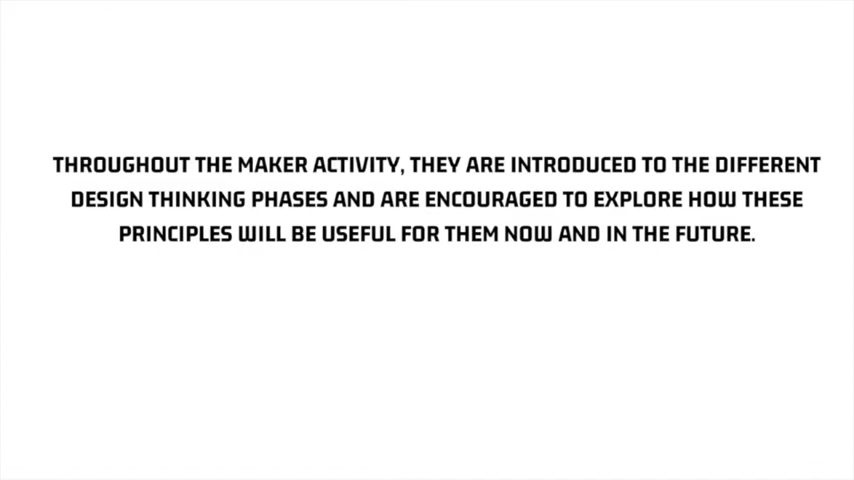 THROUGHOUT THE MAKER ACTIVITY, THEY ARE INTRODUCED TO THE DIFFERENT
DESIGN THINKING PHASES AND ARE ENCOURAGED TO EXPLORE HOW THESE
PRINCIPLES WILL BE USEFUL FOR THEM NOW AND IN THE FUTURE.